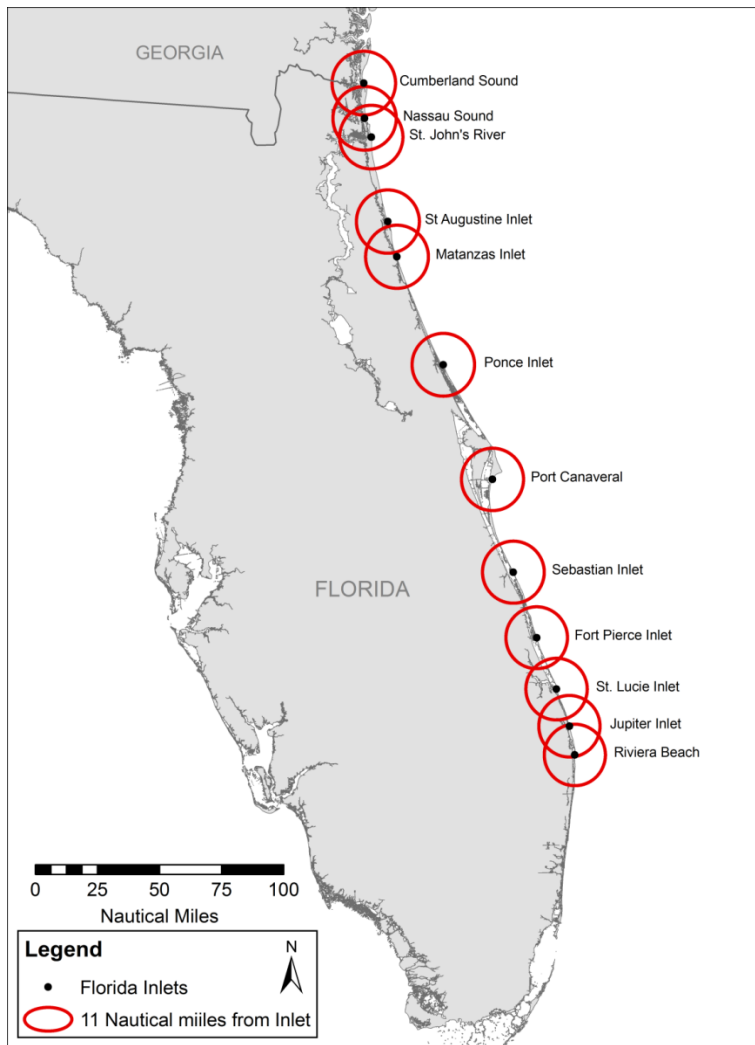 GEORGIA
Cumberland Sound
Nassau Sound
St. John's River
St Augustine Inlet
Matanzas Inlet
Ponce Inlet
Port Canaveral
Sebastian Inlet
FLORIDA
Fort Pierce Inlet
St. Lucie Inlet
Jupiter Inlet
Riviera Beach
0 25 50 75 100
Nautical Miles
Legend
N
Florida Inlets
11 Nautical miiles from Inlet